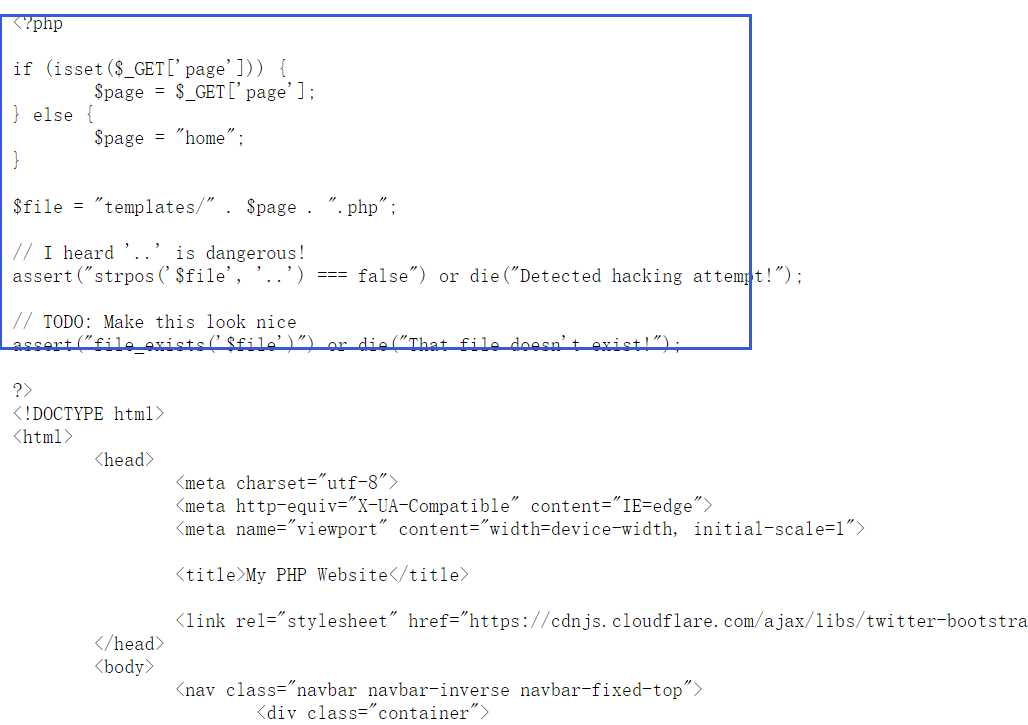 <?php
if (isset($_GET['page'])) {
$page = $_GET['page'];
} else {
$page = "home";
}
$file = "templates/" . $page . ".php";
// I heard '..' is dangerous!
assert("strpos('$file', '..') === false") or die("Detected hacking attempt!");
// TODO: Make this look nice
assert("file_exists('$file')") or die("That file doesn't exist!");
?>
<!DOCTYPE html>
<html>
<head>
<meta charset="utf-8">
<meta http-equiv="X-UA-Compatible" content="IE=edge">
<meta name="viewport" content="width=device-width, initial-scale=1">
<title>My PHP Website</title>
<link rel="stylesheet" href="https://cdnjs.cloudflare.com/ajax/libs/twitter-bootstra
</head>
<body>
<nav class="navbar navbar-inverse navbar-fixed-top">
<div class="container">